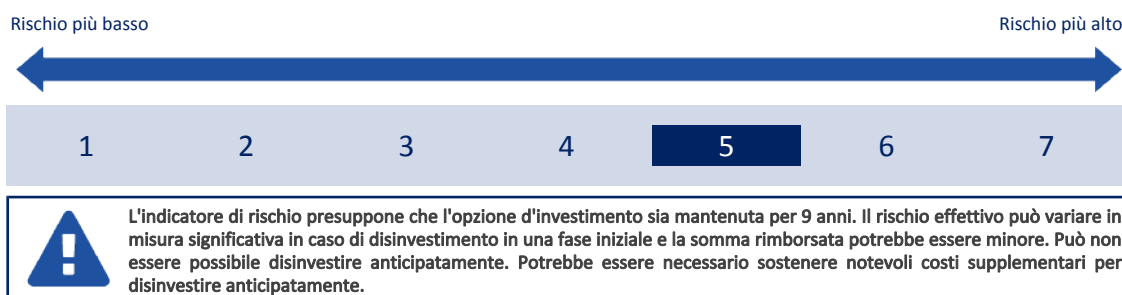 Rischio più basso Rischio più alto
1 2 3 4 5 6 7
L'indicatore di rischio presuppone che l'opzione d'investimento sia mantenuta per 9 anni. Il rischio effettivo può variare in
misura significativa in caso di disinvestimento in una fase iniziale e la somma rimborsata potrebbe essere minore. Può non
essere possibile disinvestire anticipatamente. Potrebbe essere necessario sostenere notevoli costi supplementari per
disinvestire anticipatamente.